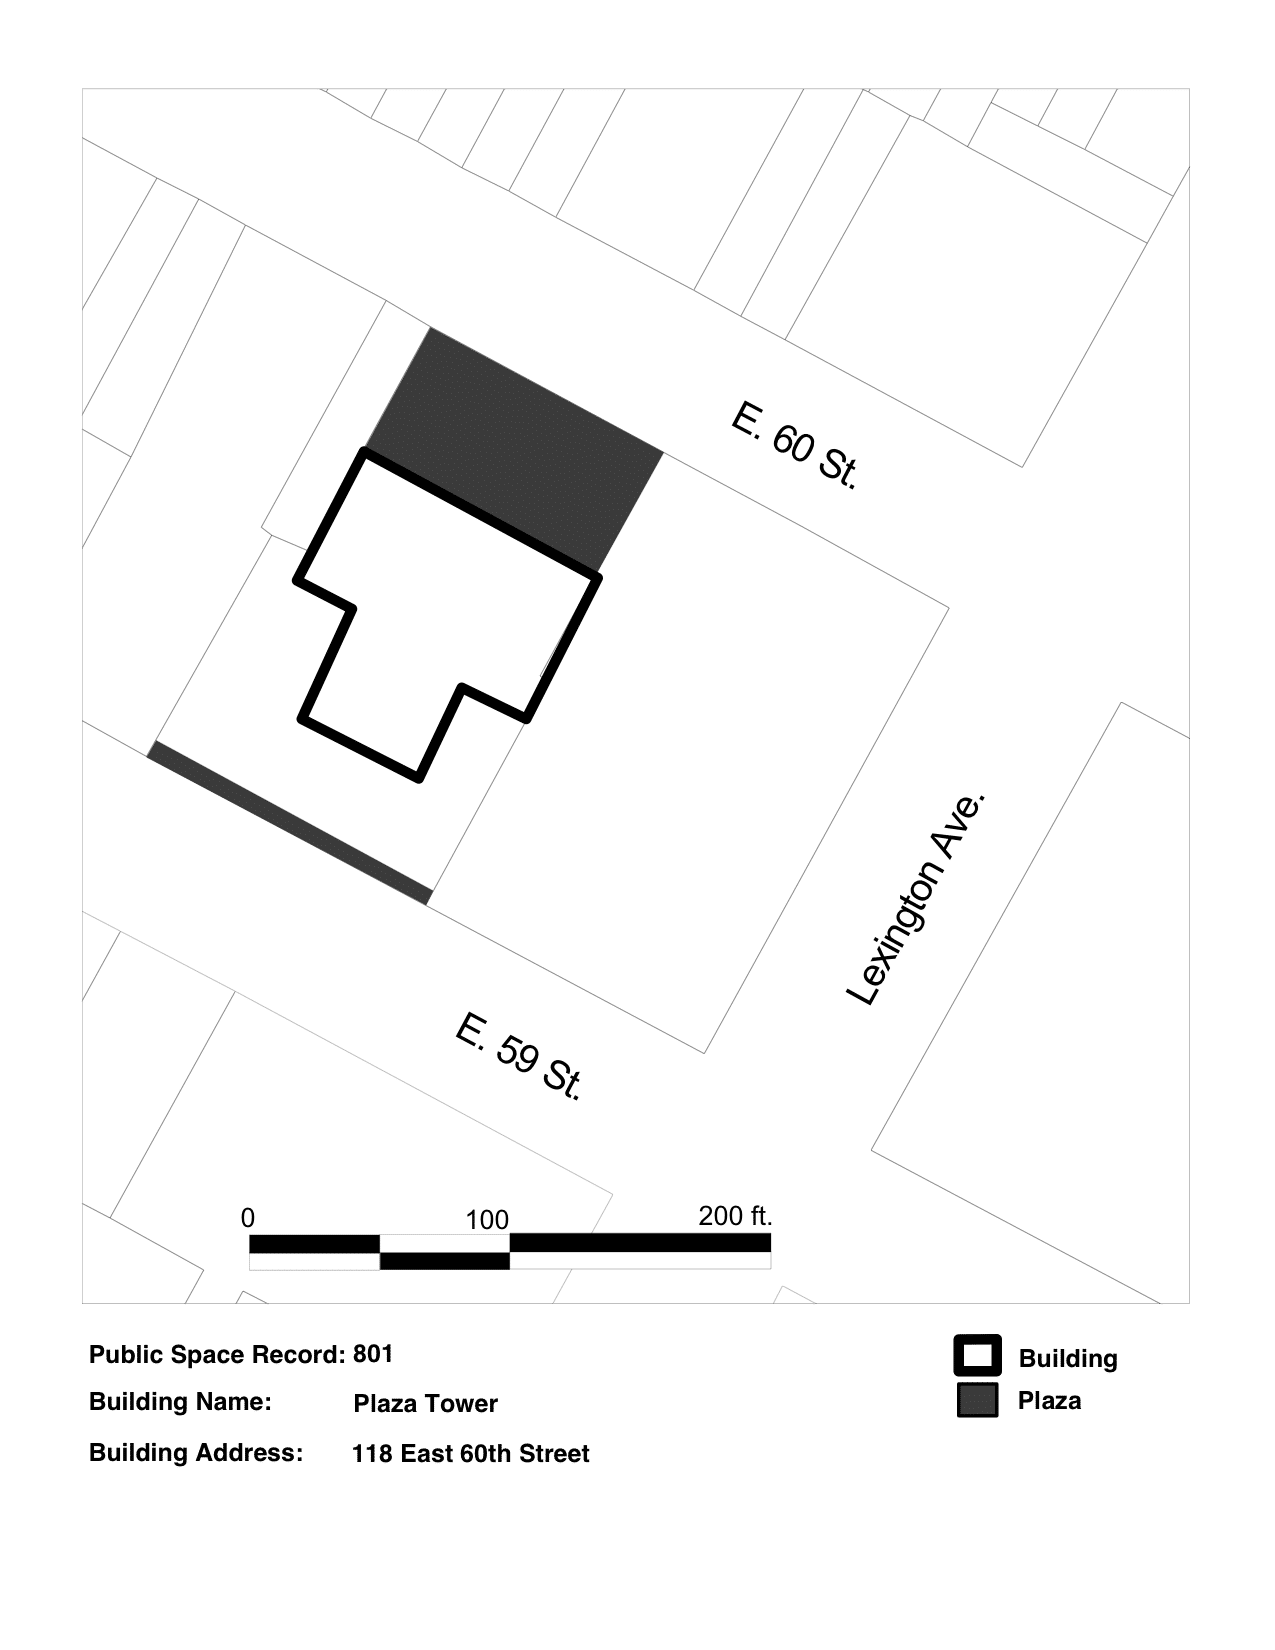 E. 60 St.
Lexington Ave.
E. 59 St.
0 100 200 ft.
Public Space Record: 801
Building Name: Plaza Tower
Building Address: 118 East 60th Street
Building
Plaza